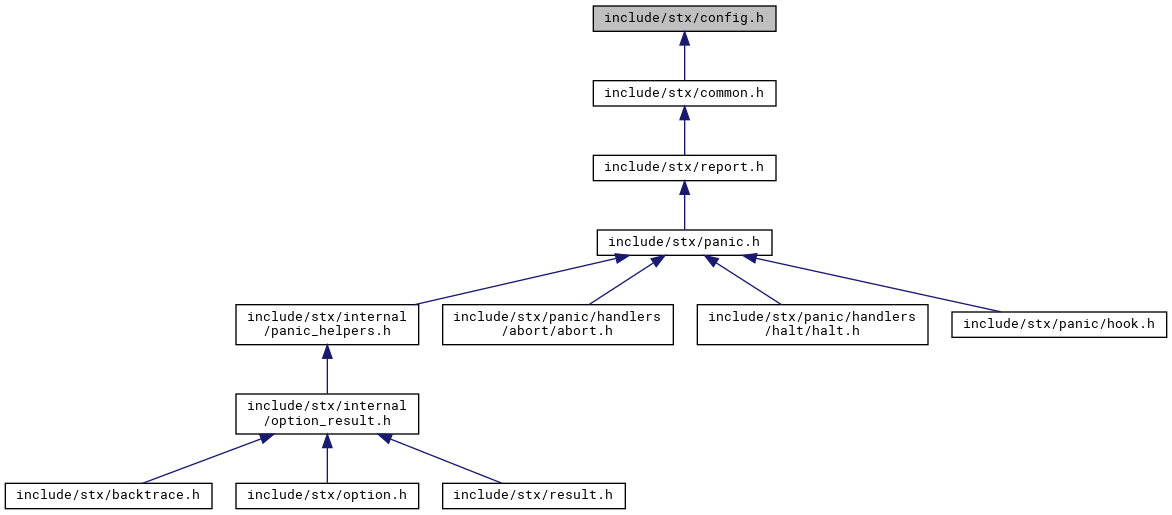 include/stx/config.h
include/stx/common.h
include/stx/report.h
include/stx/panic.h
include/stx/internal
/panic_helpers.h
include/stx/panic/handlers
/abort/abort.h
include/stx/panic/handlers
/halt/halt.h
include/stx/panic/hook.h
include/stx/internal
/option_result.h
include/stx/backtrace.h
include/stx/option.h
include/stx/result.h